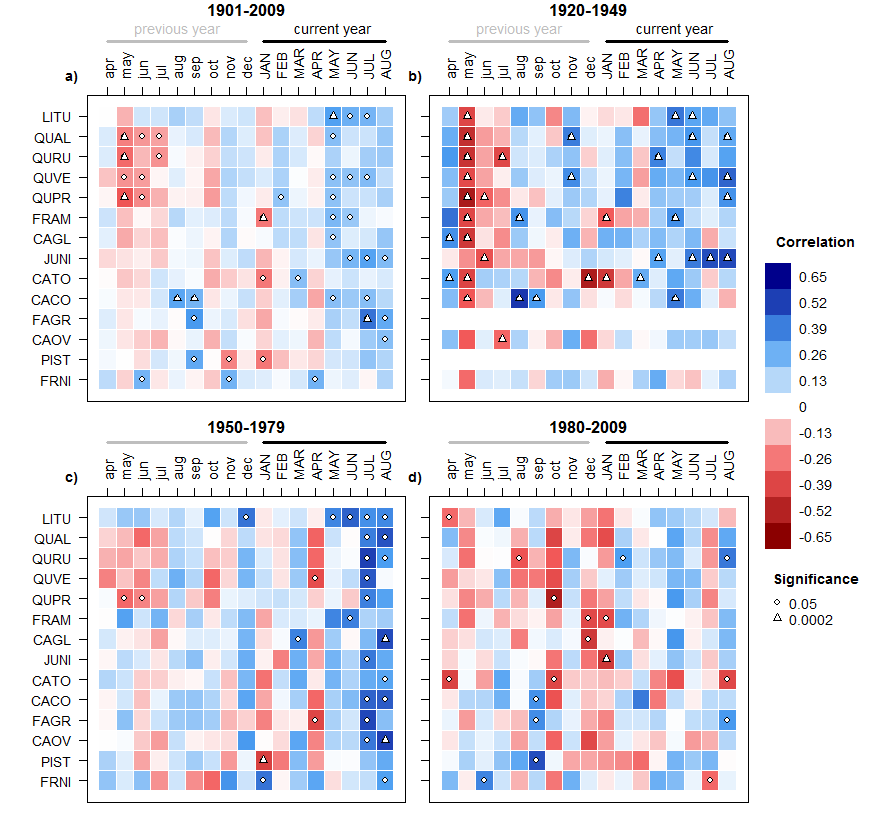 1901-2009
previous year current year
a) apr may jun jul aug sep oct nov dec JAN FEB MAR APR MAY JUN JUL AUG
LITU
QUAL
QURU
QUVE
QUPR
FRAM
CAGL
JUNI
CATO
CACO
FAGR
CAOV
PIST
FRNI
1920-1949
previous year current year
b) apr may jun jul aug sep oct nov dec JAN FEB MAR APR MAY JUN JUL AUG
1950-1979
c) apr may jun jul aug sep oct nov dec JAN FEB MAR APR MAY JUN JUL AUG
LITU
QUAL
QURU
QUVE
QUPR
FRAM
CAGL
JUNI
CATO
CACO
FAGR
CAOV
PIST
FRNI
1980-2009
d) apr may jun jul aug sep oct nov dec JAN FEB MAR APR MAY JUN JUL AUG
Correlation
0.65
0.52
0.39
0.26
0.13
0
-0.13
-0.26
-0.39
-0.52
-0.65
Significance
0.05
0.0002